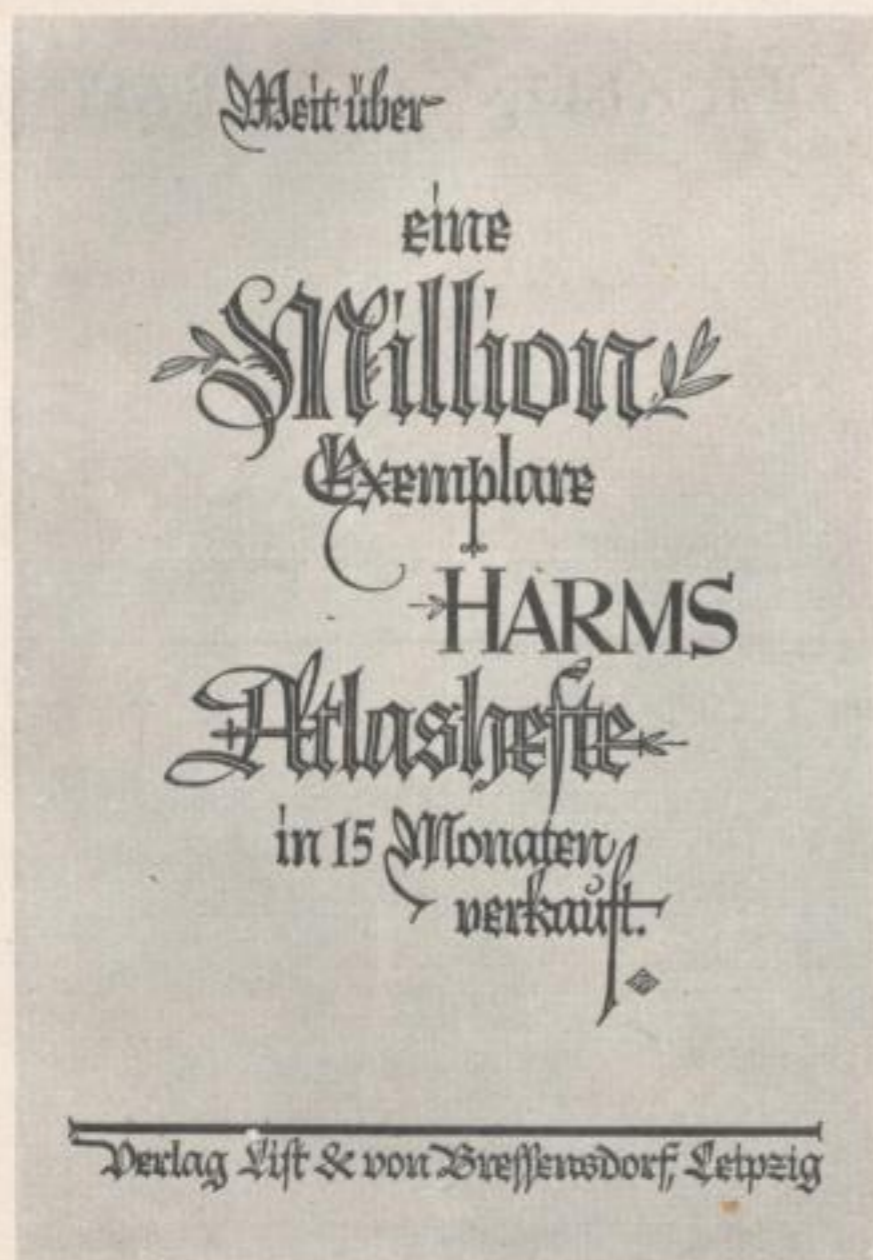 Weit über
eine
Million
Exemplare
HARMS
Atlashefte
in 15 Monaten
verkauft.
Verlag List & von Bressensdorf, Leipzig